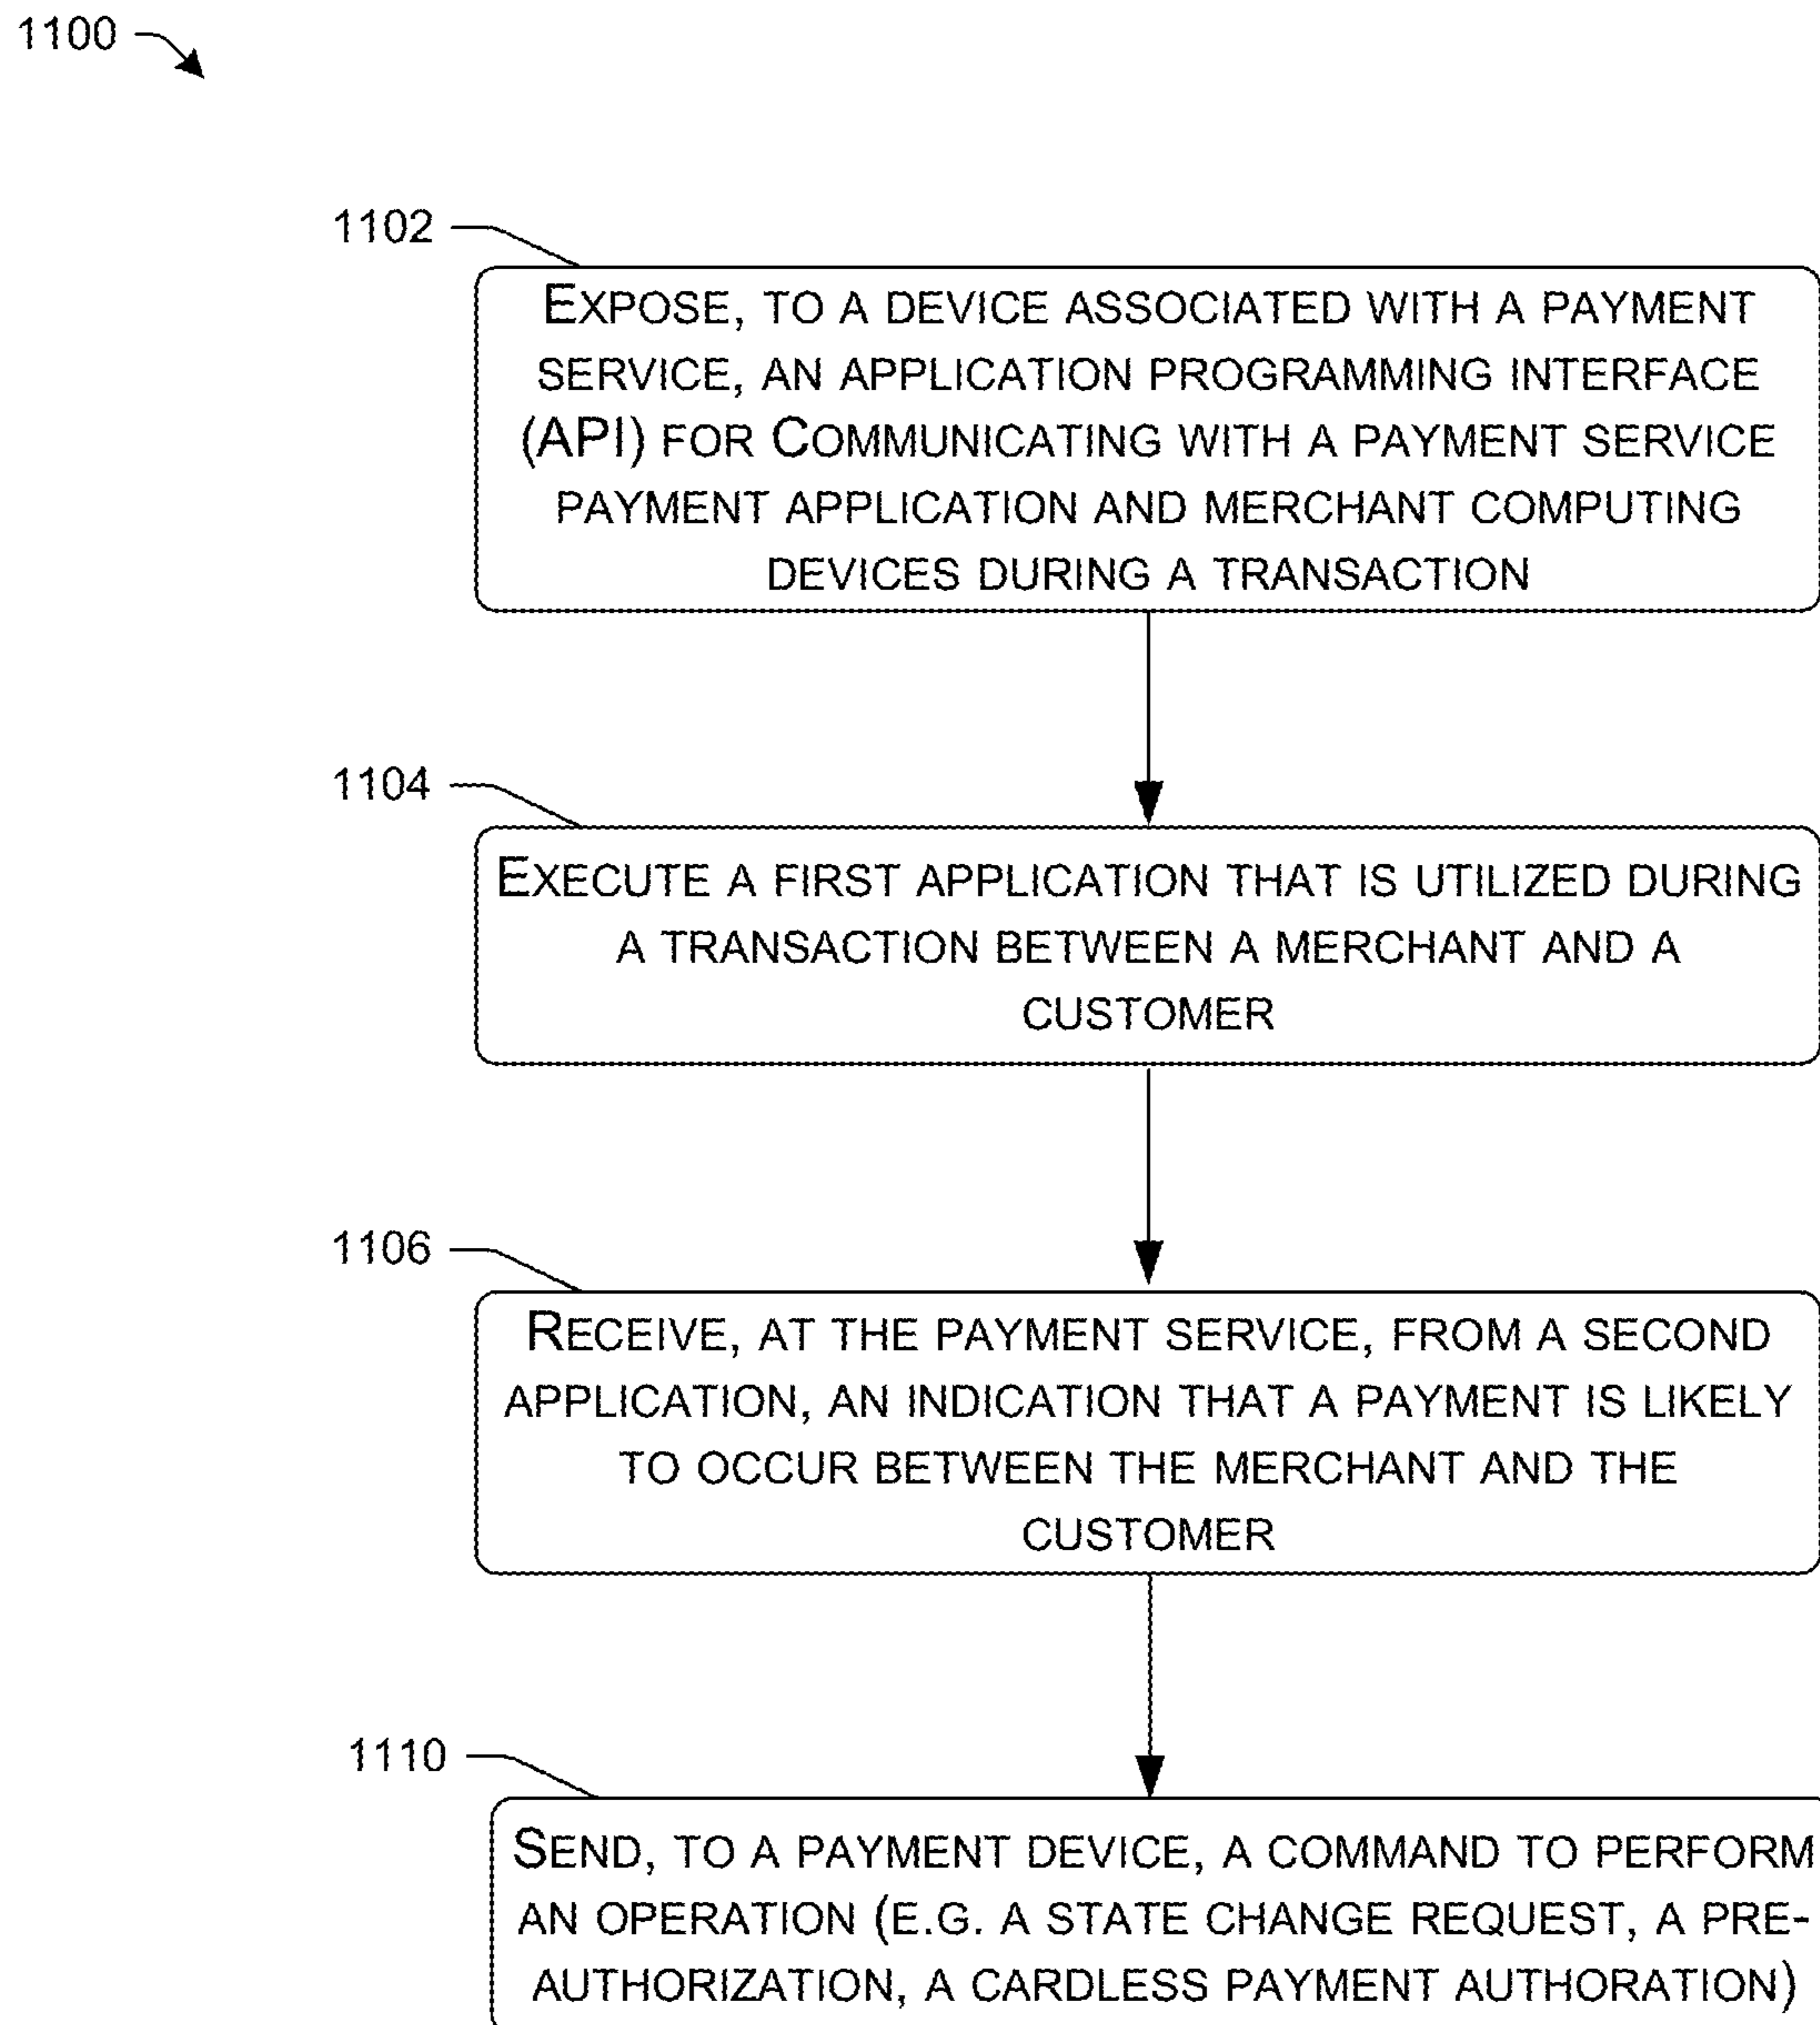 1100
1102
EXPOSE, TO A DEVICE ASSOCIATED WITH A PAYMENT
SERVICE, AN APPLICATION PROGRAMMING INTERFACE
(API) FOR COMMUNICATING WITH A PAYMENT SERVICE
PAYMENT APPLICATION AND MERCHANT COMPUTING
DEVICES DURING A TRANSACTION
1104
EXECUTE A FIRST APPLICATION THAT IS UTILIZED DURING
A TRANSACTION BETWEEN A MERCHANT AND A
CUSTOMER
1106
RECEIVE, AT THE PAYMENT SERVICE, FROM A SECOND
APPLICATION, AN INDICATION THAT A PAYMENT IS LIKELY
TO OCCUR BETWEEN THE MERCHANT AND THE
CUSTOMER
1110
SEND, TO A PAYMENT DEVICE, A COMMAND TO PERFORM
AN OPERATION (E.G. A STATE CHANGE REQUEST, A PRE-
AUTHORIZATION, A CARDLESS PAYMENT AUTHORATION)